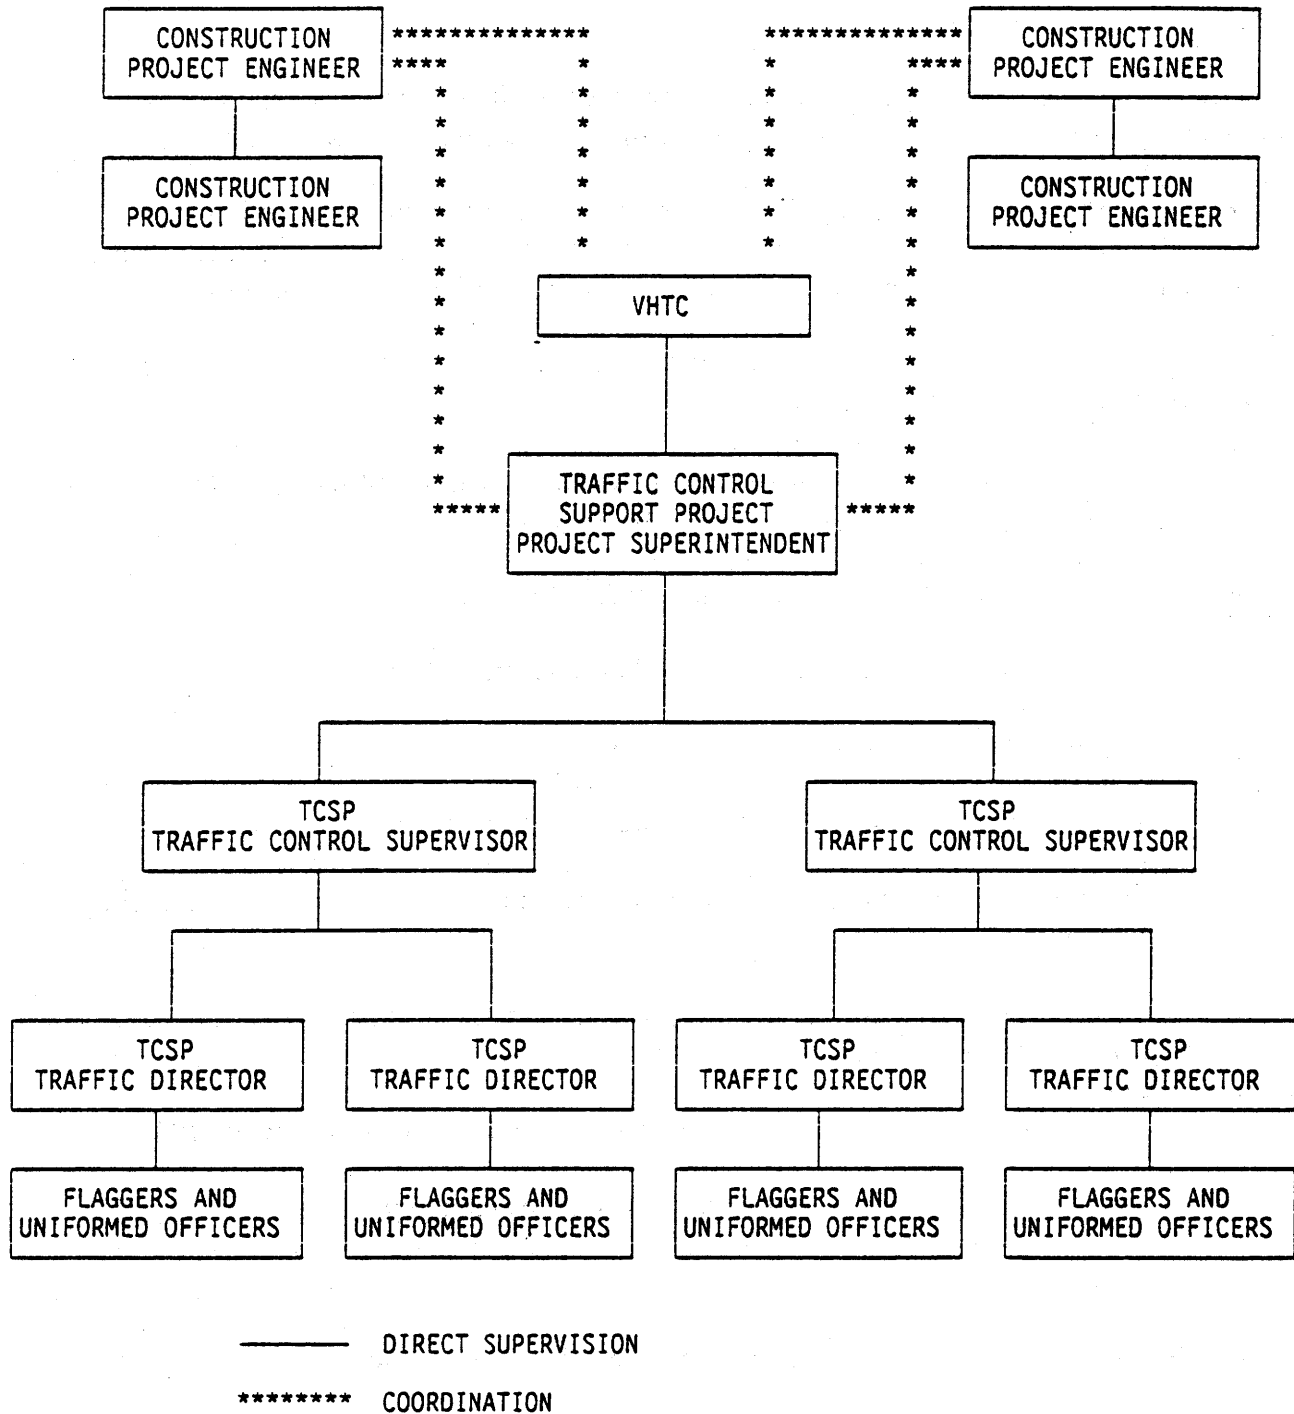 CONSTRUCTION
PROJECT ENGINEER
CONSTRUCTION
PROJECT ENGINEER
CONSTRUCTION
PROJECT ENGINEER
CONSTRUCTION
PROJECT ENGINEER
VHTC
TRAFFIC CONTROL
SUPPORT PROJECT
PROJECT SUPERINTENDENT
TCSP
TRAFFIC CONTROL SUPERVISOR
TCSP
TRAFFIC CONTROL SUPERVISOR
TCSP
TRAFFIC DIRECTOR
TCSP
TRAFFIC DIRECTOR
TCSP
TRAFFIC DIRECTOR
TCSP
TRAFFIC DIRECTOR
FLAGGERS AND
UNIFORMED OFFICERS
FLAGGERS AND
UNIFORMED OFFICERS
FLAGGERS AND
UNIFORMED OFFICERS
FLAGGERS AND
UNIFORMED OFFICERS
DIRECT SUPERVISION
******** COORDINATION